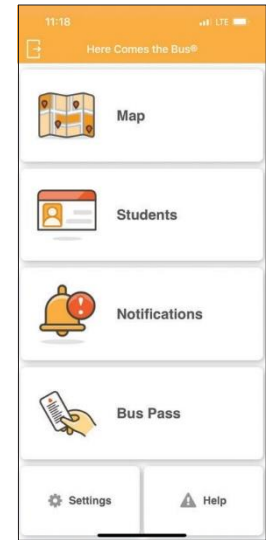 11:18 LTE
Here Comes the Bus®
Map
Students
Notifications
Bus Pass
Settings Help